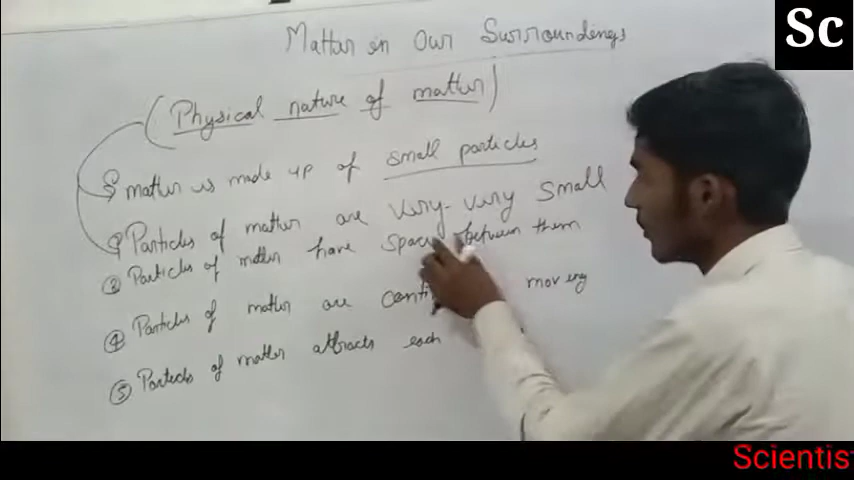 Sc
Matter in Our Surroundings
(Physical nature of matter)
① matter is made up of small particles
② Particles of matter are very-very small
③ Particles of matter have space between them
④ Particles of matter are moving
⑤ Particls of matter attracts each
Scientis